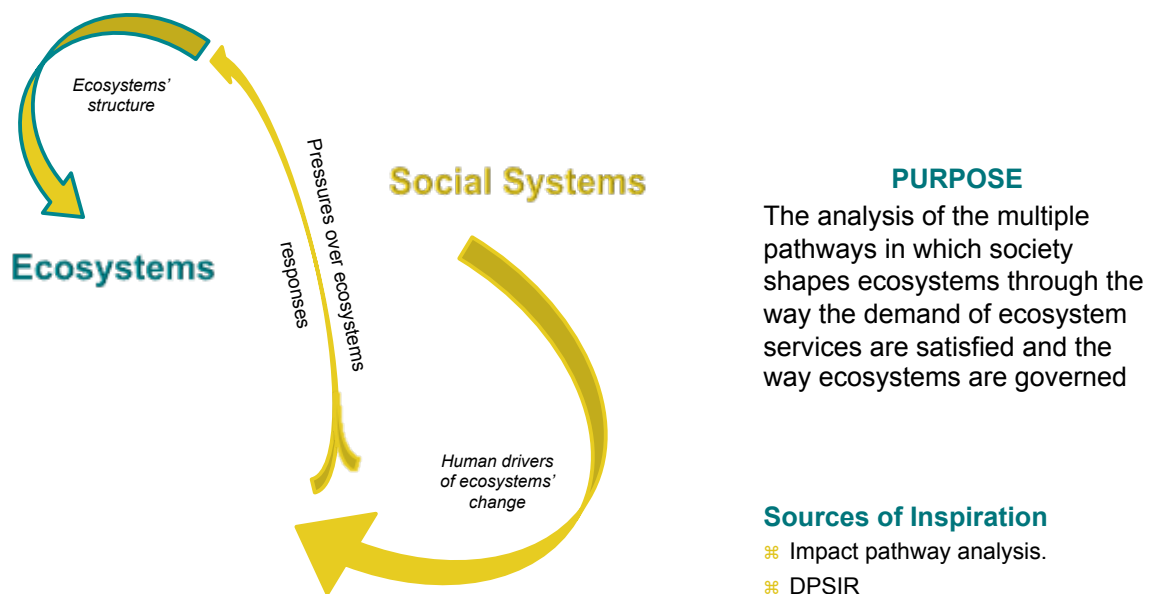 Ecosystems'
structure
Pressures over ecosystems
responses
Social Systems
Ecosystems
Human drivers
of ecosystems'
change
PURPOSE
The analysis of the multiple
pathways in which society
shapes ecosystems through the
way the demand of ecosystem
services are satisfied and the
way ecosystems are governed
Sources of Inspiration
⌘ Impact pathway analysis.
⌘ DPSIR